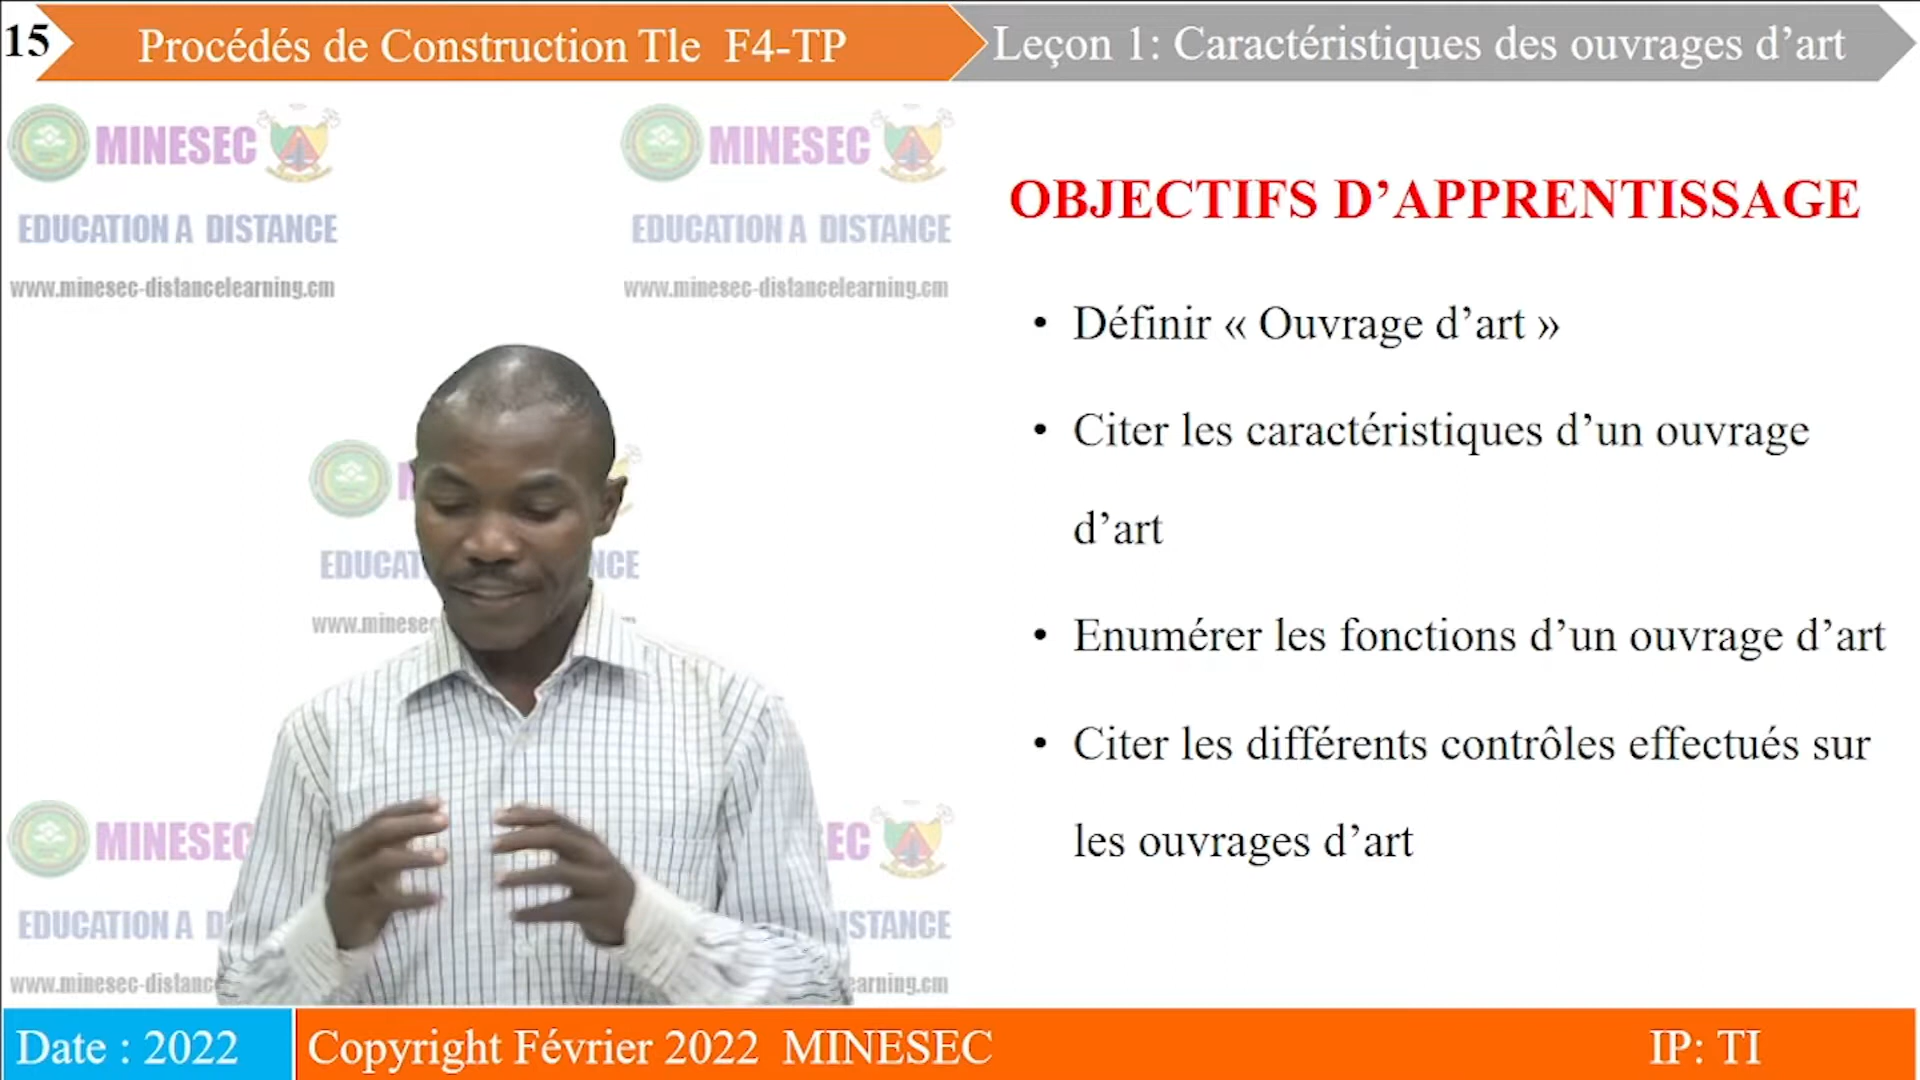 15
Procédés de Construction Tle F4-TP
Leçon 1: Caractéristiques des ouvrages d’art
MINESEC
EDUCATION A DISTANCE
www.minesec-distancelearning.cm
MINESEC
EDUCATION A DISTANCE
www.minesec-distancelearning.cm
OBJECTIFS D’APPRENTISSAGE
• Définir « Ouvrage d’art »
• Citer les caractéristiques d’un ouvrage
d’art
• Enumérer les fonctions d’un ouvrage d’art
• Citer les différents contrôles effectués sur
les ouvrages d’art
MINESEC
EDUCATION A
Date : 2022
Copyright Février 2022 MINESEC
IP: TI